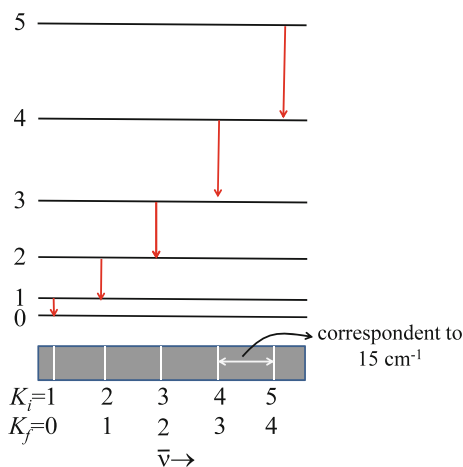 5
4
3
2
1
0
correspondent to
15 cm⁻¹
Kᵢ=1 2 3 4 5
K_f=0 1 2 3 4
ν̅→